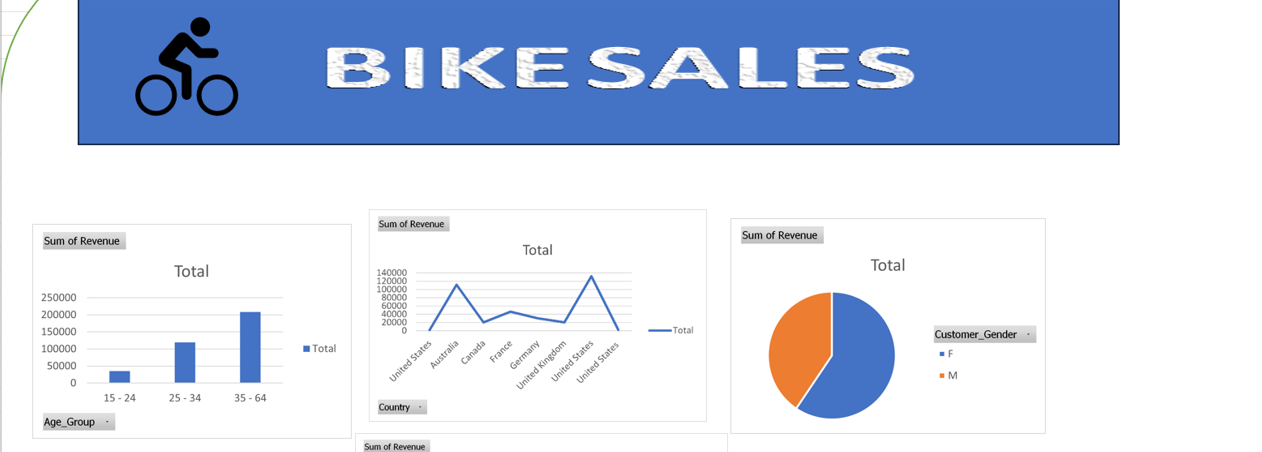 BIKE SALES
Sum of Revenue
Total
250000
200000
150000
100000
50000
0
15 - 24
25 - 34
35 - 64
Total
Age_Group
Sum of Revenue
Total
140000
120000
100000
80000
60000
40000
20000
0
United States
Australia
Canada
France
Germany
United Kingdom
United States
United States
Total
Country
Sum of Revenue
Total
Customer_Gender
F
M
Sum of Revenue